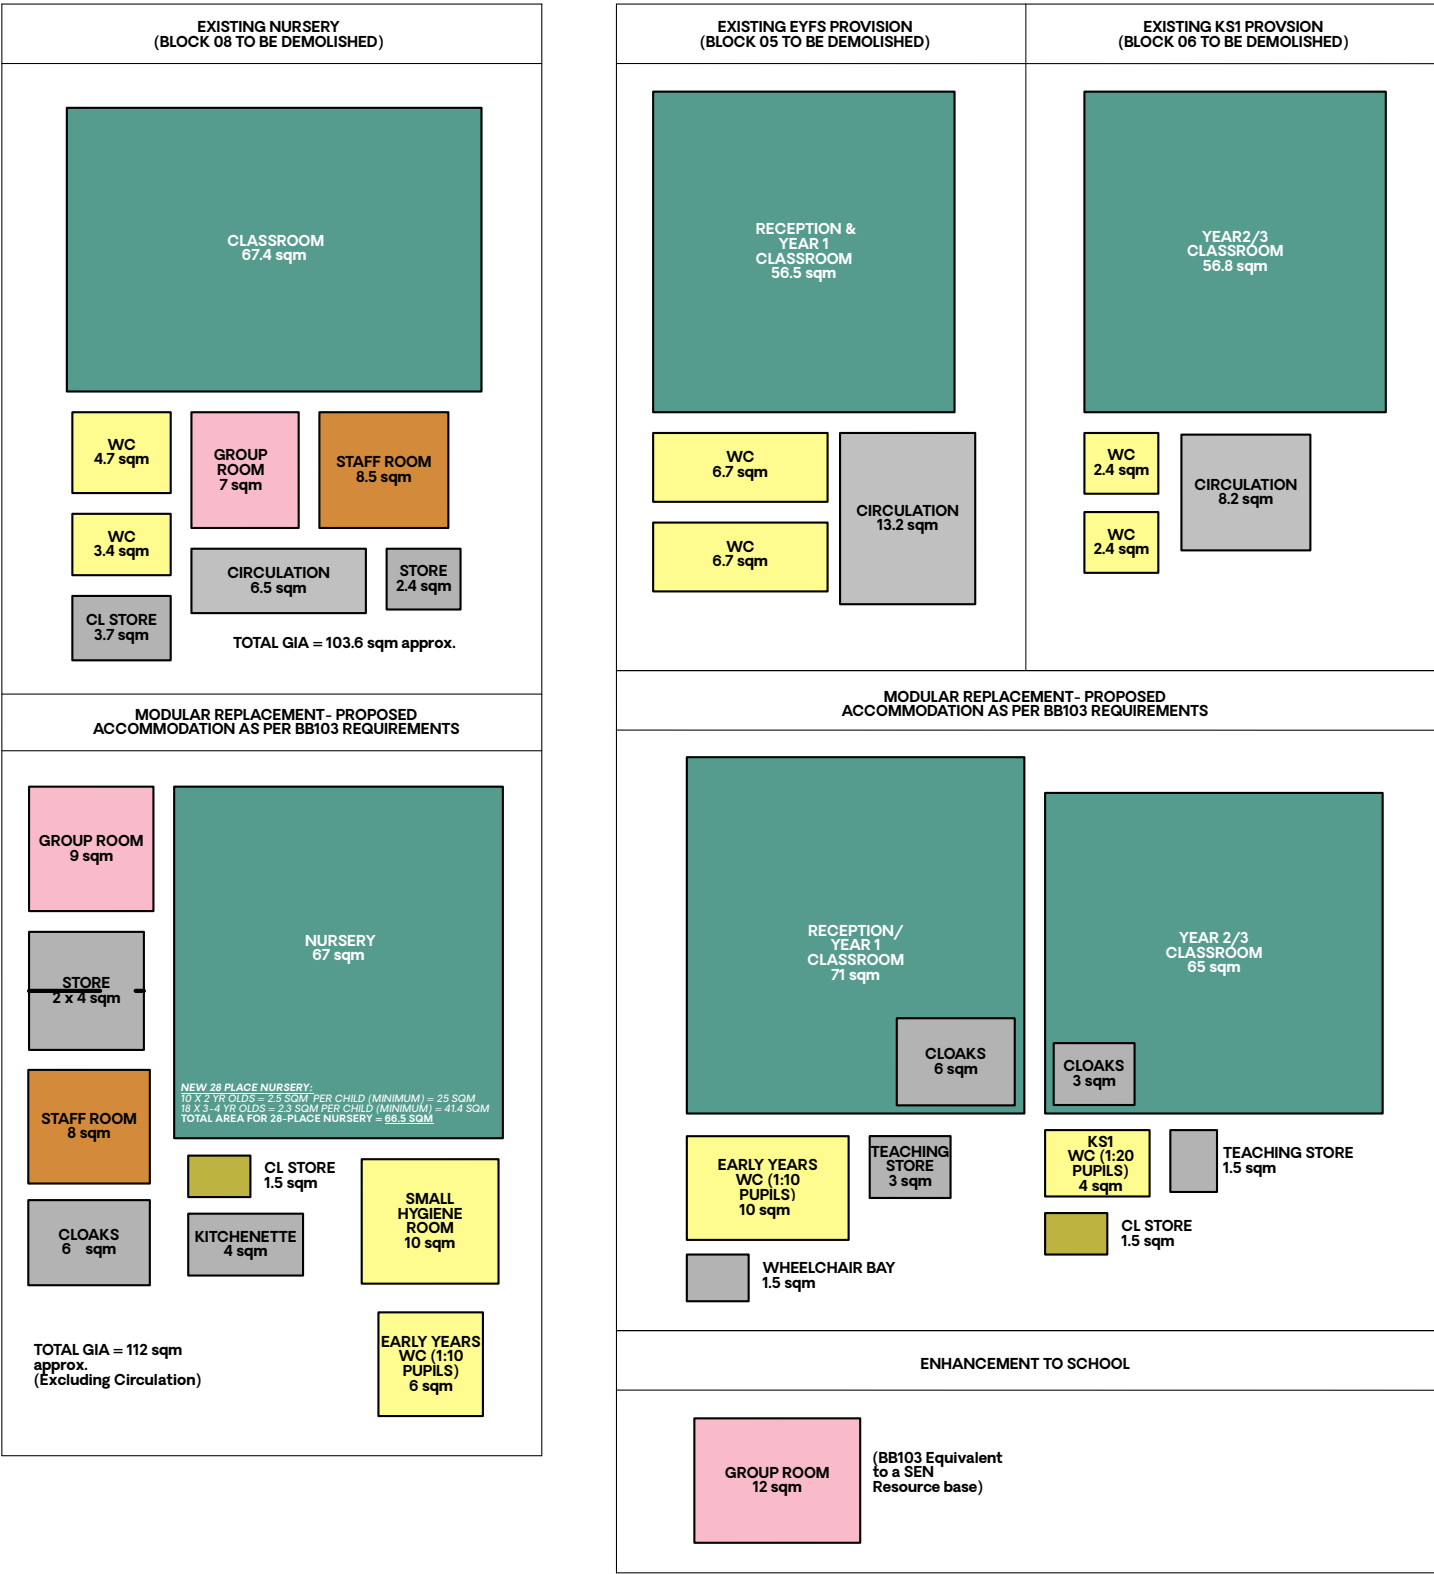 EXISTING NURSERY
(BLOCK 08 TO BE DEMOLISHED)
CLASSROOM
67.4 sqm
WC
4.7 sqm
GROUP
ROOM
7 sqm
STAFF ROOM
8.5 sqm
WC
3.4 sqm
CIRCULATION
6.5 sqm
STORE
2.4 sqm
CL STORE
3.7 sqm
TOTAL GIA = 103.6 sqm approx.
MODULAR REPLACEMENT- PROPOSED
ACCOMMODATION AS PER BB103 REQUIREMENTS
GROUP ROOM
9 sqm
NURSERY
67 sqm
STORE
2 x 4 sqm
NEW 28 PLACE NURSERY:
10 X 2 YR OLDS = 2.5 SQM PER CHILD (MINIMUM) = 25 SQM
18 X 3-4 YR OLDS = 2.3 SQM PER CHILD (MINIMUM) = 41.4 SQM
TOTAL AREA FOR 28-PLACE NURSERY = 66.5 SQM
STAFF ROOM
8 sqm
CL STORE
1.5 sqm
SMALL
HYGIENE
ROOM
10 sqm
CLOAKS
6 sqm
KITCHENETTE
4 sqm
EARLY YEARS
WC (1:10
PUPILS)
6 sqm
TOTAL GIA = 112 sqm
approx.
(Excluding Circulation)
EXISTING EYFS PROVISION
(BLOCK 05 TO BE DEMOLISHED)
RECEPTION &
YEAR 1
CLASSROOM
56.5 sqm
WC
6.7 sqm
WC
6.7 sqm
CIRCULATION
13.2 sqm
EXISTING KS1 PROVSION
(BLOCK 06 TO BE DEMOLISHED)
YEAR2/3
CLASSROOM
56.8 sqm
WC
2.4 sqm
WC
2.4 sqm
CIRCULATION
8.2 sqm
MODULAR REPLACEMENT- PROPOSED
ACCOMMODATION AS PER BB103 REQUIREMENTS
RECEPTION/
YEAR 1
CLASSROOM
71 sqm
CLOAKS
6 sqm
YEAR 2/3
CLASSROOM
65 sqm
CLOAKS
3 sqm
EARLY YEARS
WC (1:10
PUPILS)
10 sqm
TEACHING
STORE
3 sqm
WHEELCHAIR BAY
1.5 sqm
KS1
WC (1:20
PUPILS)
4 sqm
TEACHING STORE
1.5 sqm
CL STORE
1.5 sqm
ENHANCEMENT TO SCHOOL
GROUP ROOM
12 sqm
(BB103 Equivalent
to a SEN
Resource base)